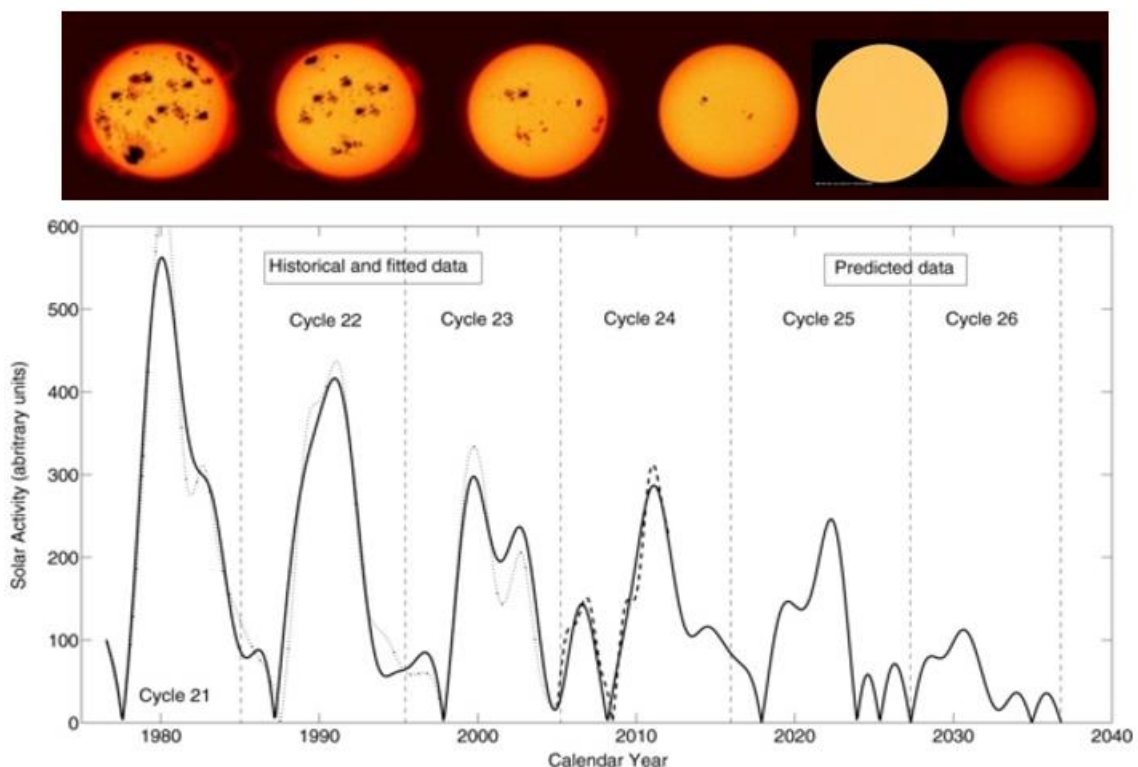 600
500
400
300
200
100
0
Solar Activity (abritrary units)
Historical and fitted data
Predicted data
Cycle 22
Cycle 23
Cycle 24
Cycle 25
Cycle 26
Cycle 21
1980
1990
2000
2010
2020
2030
2040
Calendar Year